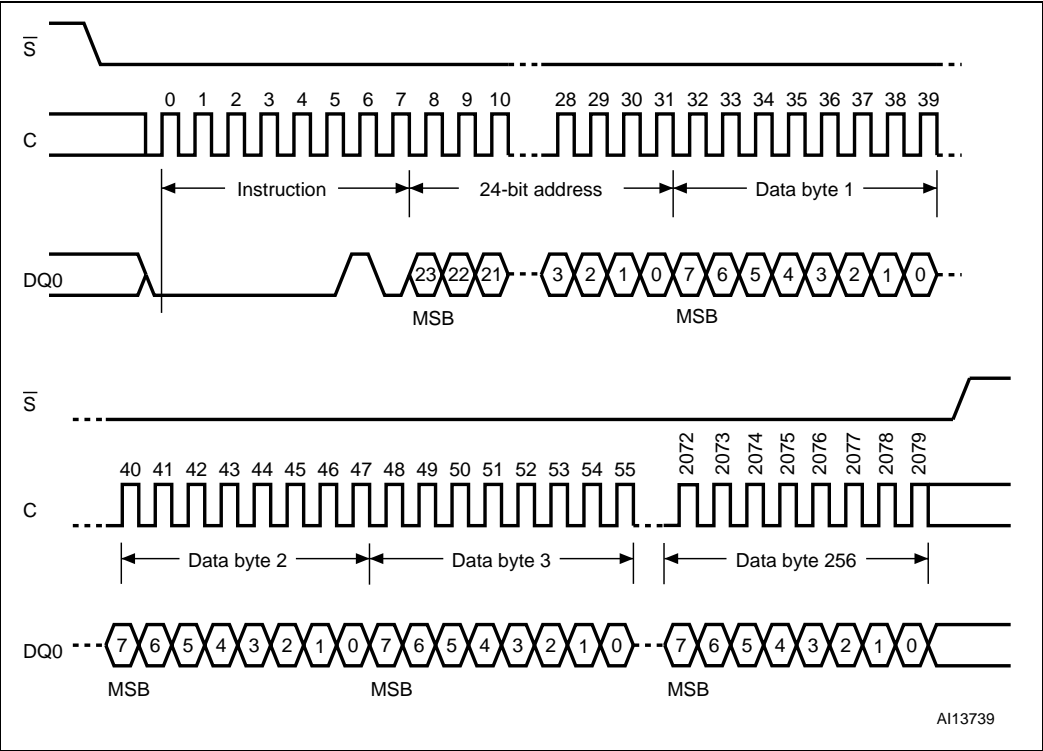 S
0 1 2 3 4 5 6 7 8 9 10 28 29 30 31 32 33 34 35 36 37 38 39
C
Instruction 24-bit address Data byte 1
DQ0 23 22 21 3 2 1 0 7 6 5 4 3 2 1 0
MSB MSB
S
40 41 42 43 44 45 46 47 48 49 50 51 52 53 54 55 2072 2073 2074 2075 2076 2077 2078 2079
C
Data byte 2 Data byte 3 Data byte 256
DQ0 7 6 5 4 3 2 1 0 7 6 5 4 3 2 1 0 7 6 5 4 3 2 1 0
MSB MSB MSB
AI13739